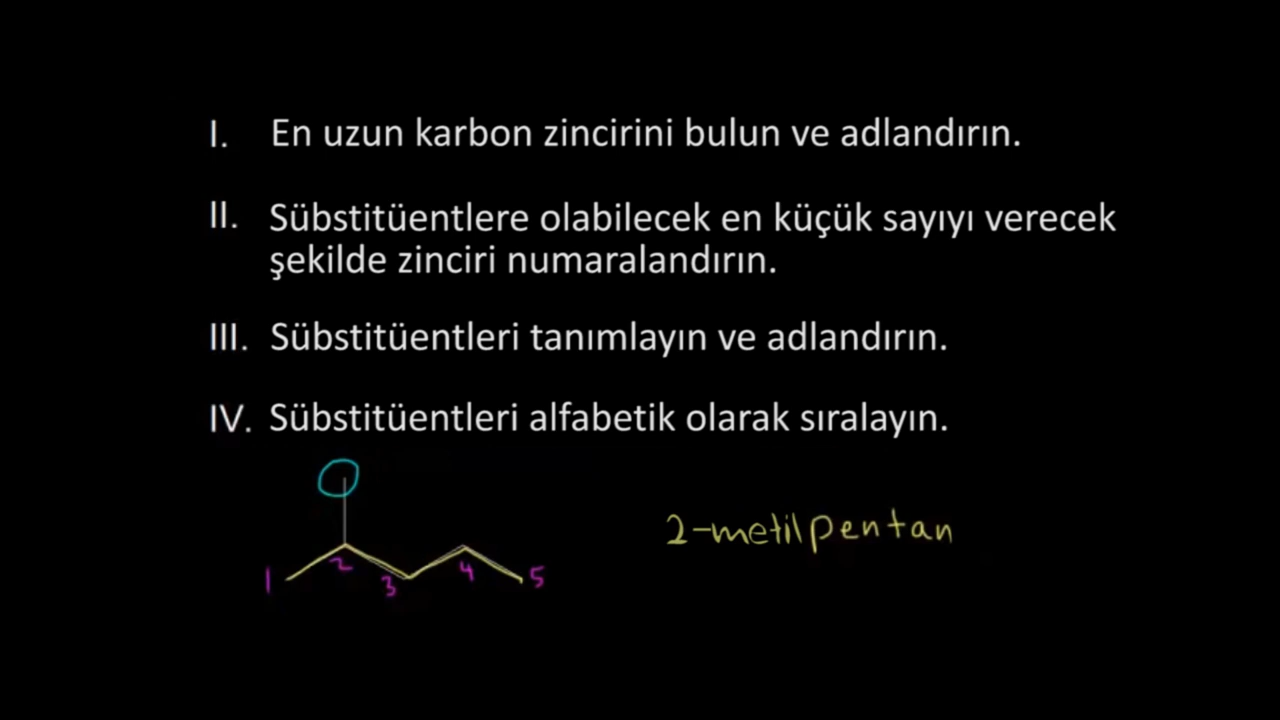 I. En uzun karbon zincirini bulun ve adlandırın.
II. Sübstitüentlere olabilecek en küçük sayıyı verecek
şekilde zinciri numaralandırın.
III. Sübstitüentleri tanımlayın ve adlandırın.
IV. Sübstitüentleri alfabetik olarak sıralayın.
2-metilpentan
1 2 3 4 5